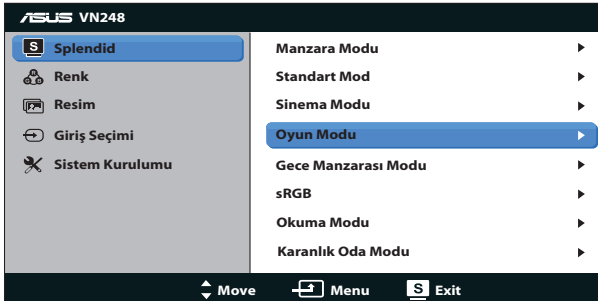 ASUS VN248
S Splendid
Renk
Resim
Giriş Seçimi
Sistem Kurulumu
Manzara Modu
Standart Mod
Sinema Modu
Oyun Modu
Gece Manzarası Modu
sRGB
Okuma Modu
Karanlık Oda Modu
Move Menu S Exit